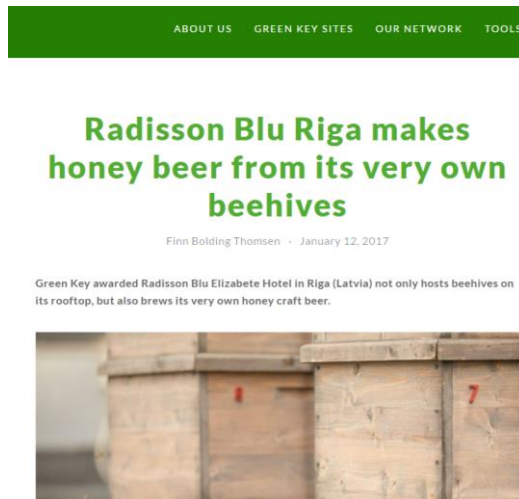 ABOUT US GREEN KEY SITES OUR NETWORK TOOLS
Radisson Blu Riga makes
honey beer from its very own
beehives
Finn Bolding Thomsen - January 12, 2017
Green Key awarded Radisson Blu Elizabete Hotel in Riga (Latvia) not only hosts beehives on
its rooftop, but also brews its very own honey craft beer.
7